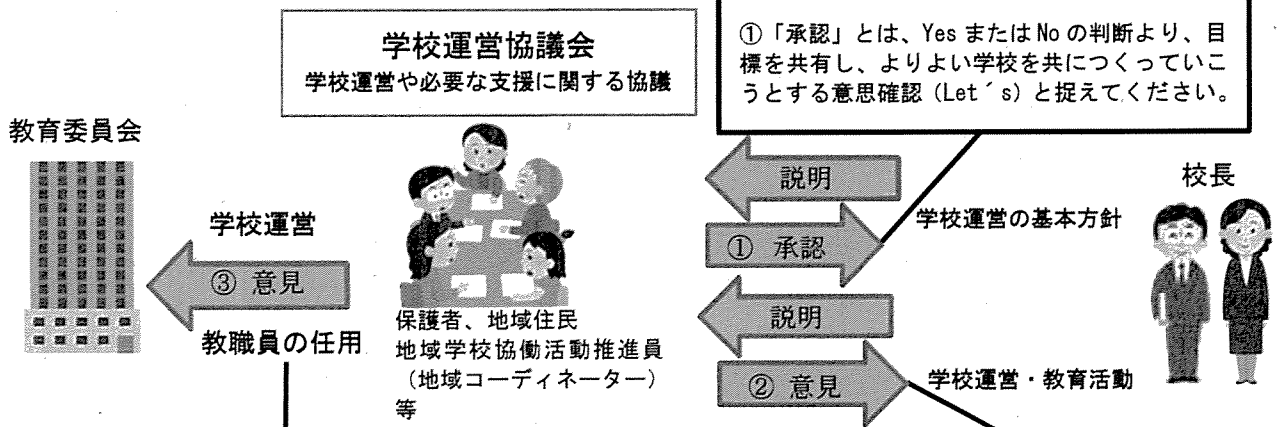 学校運営協議会
学校運営や必要な支援に関する協議
①「承認」とは、Yes または No の判断より、目
標を共有し、よりよい学校を共につくっていこ
うとする意思確認（Let´s）と捉えてください。
教育委員会
学校運営
③ 意見
教職員の任用
保護者、地域住民
地域学校協働活動推進員
（地域コーディネーター）
等
説明
① 承認
学校運営の基本方針
説明
② 意見
学校運営・教育活動
校長